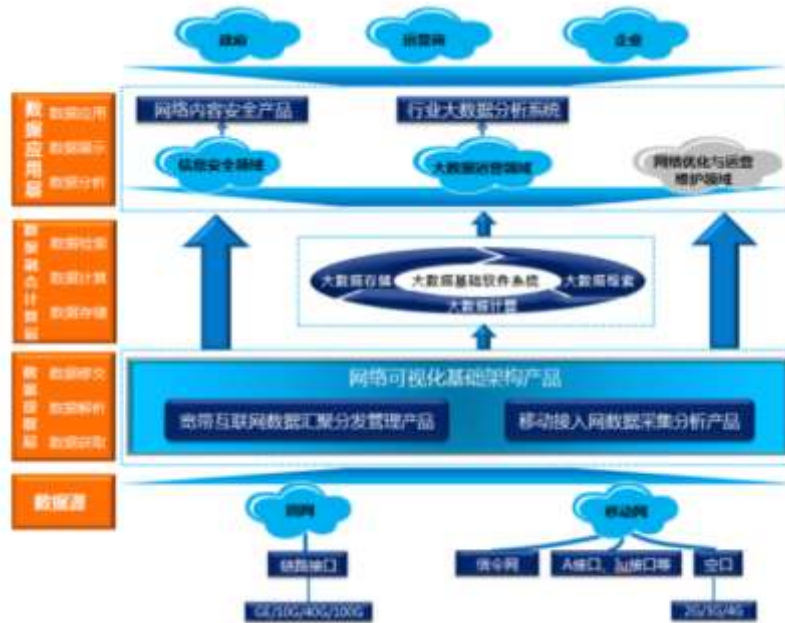 政府
运营商
企业
数据应用层
数据应用
数据展示
数据分析
网络内容安全产品
行业大数据分析系统
信息安全领域
大数据运营领域
网络优化与运营
维护领域
数据融合计算层
数据检索
数据计算
数据存储
大数据存储
大数据基础软件系统
大数据检索
大数据计算
数据提取层
数据移交
数据解析
数据获取
网络可视化基础架构产品
宽带互联网数据汇聚分发管理产品
移动接入网数据采集分析产品
数据源
固网
移动网
链路接口
信令网
A接口、Iu接口等
空口
GE/10G/40G/100G
2G/3G/4G